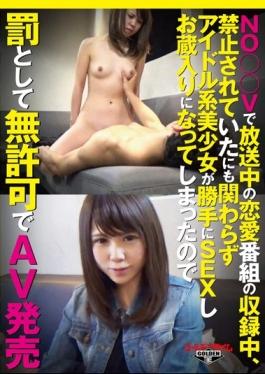 NO〇〇Vで放送中の恋愛番組の収録中、
禁止されていたにも関わらず
アイドル系美少女が勝手にSEXし
お蔵入りになってしまったので
罰として無許可でAV発売
GOLDEN